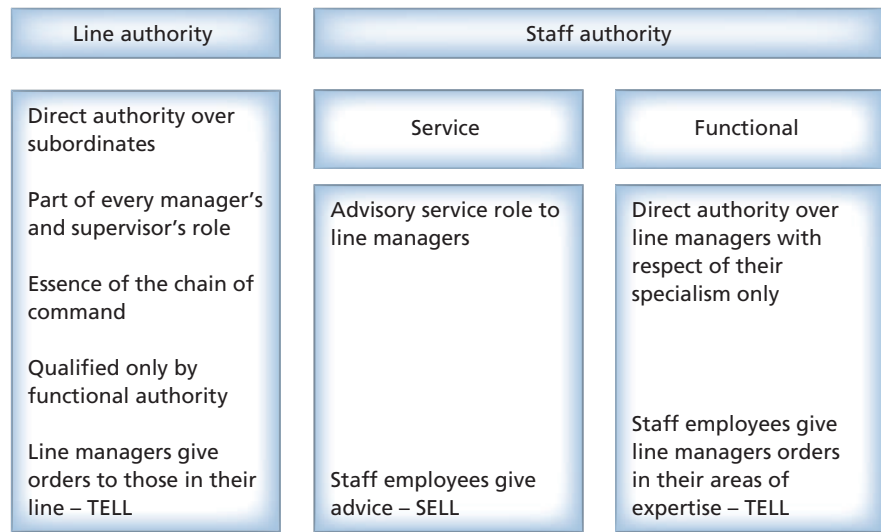 Line authority
Staff authority
Direct authority over
subordinates
Part of every manager's
and supervisor's role
Essence of the chain of
command
Qualified only by
functional authority
Line managers give
orders to those in their
line – TELL
Service
Advisory service role to
line managers
Staff employees give
advice – SELL
Functional
Direct authority over
line managers with
respect of their
specialism only
Staff employees give
line managers orders
in their areas of
expertise – TELL